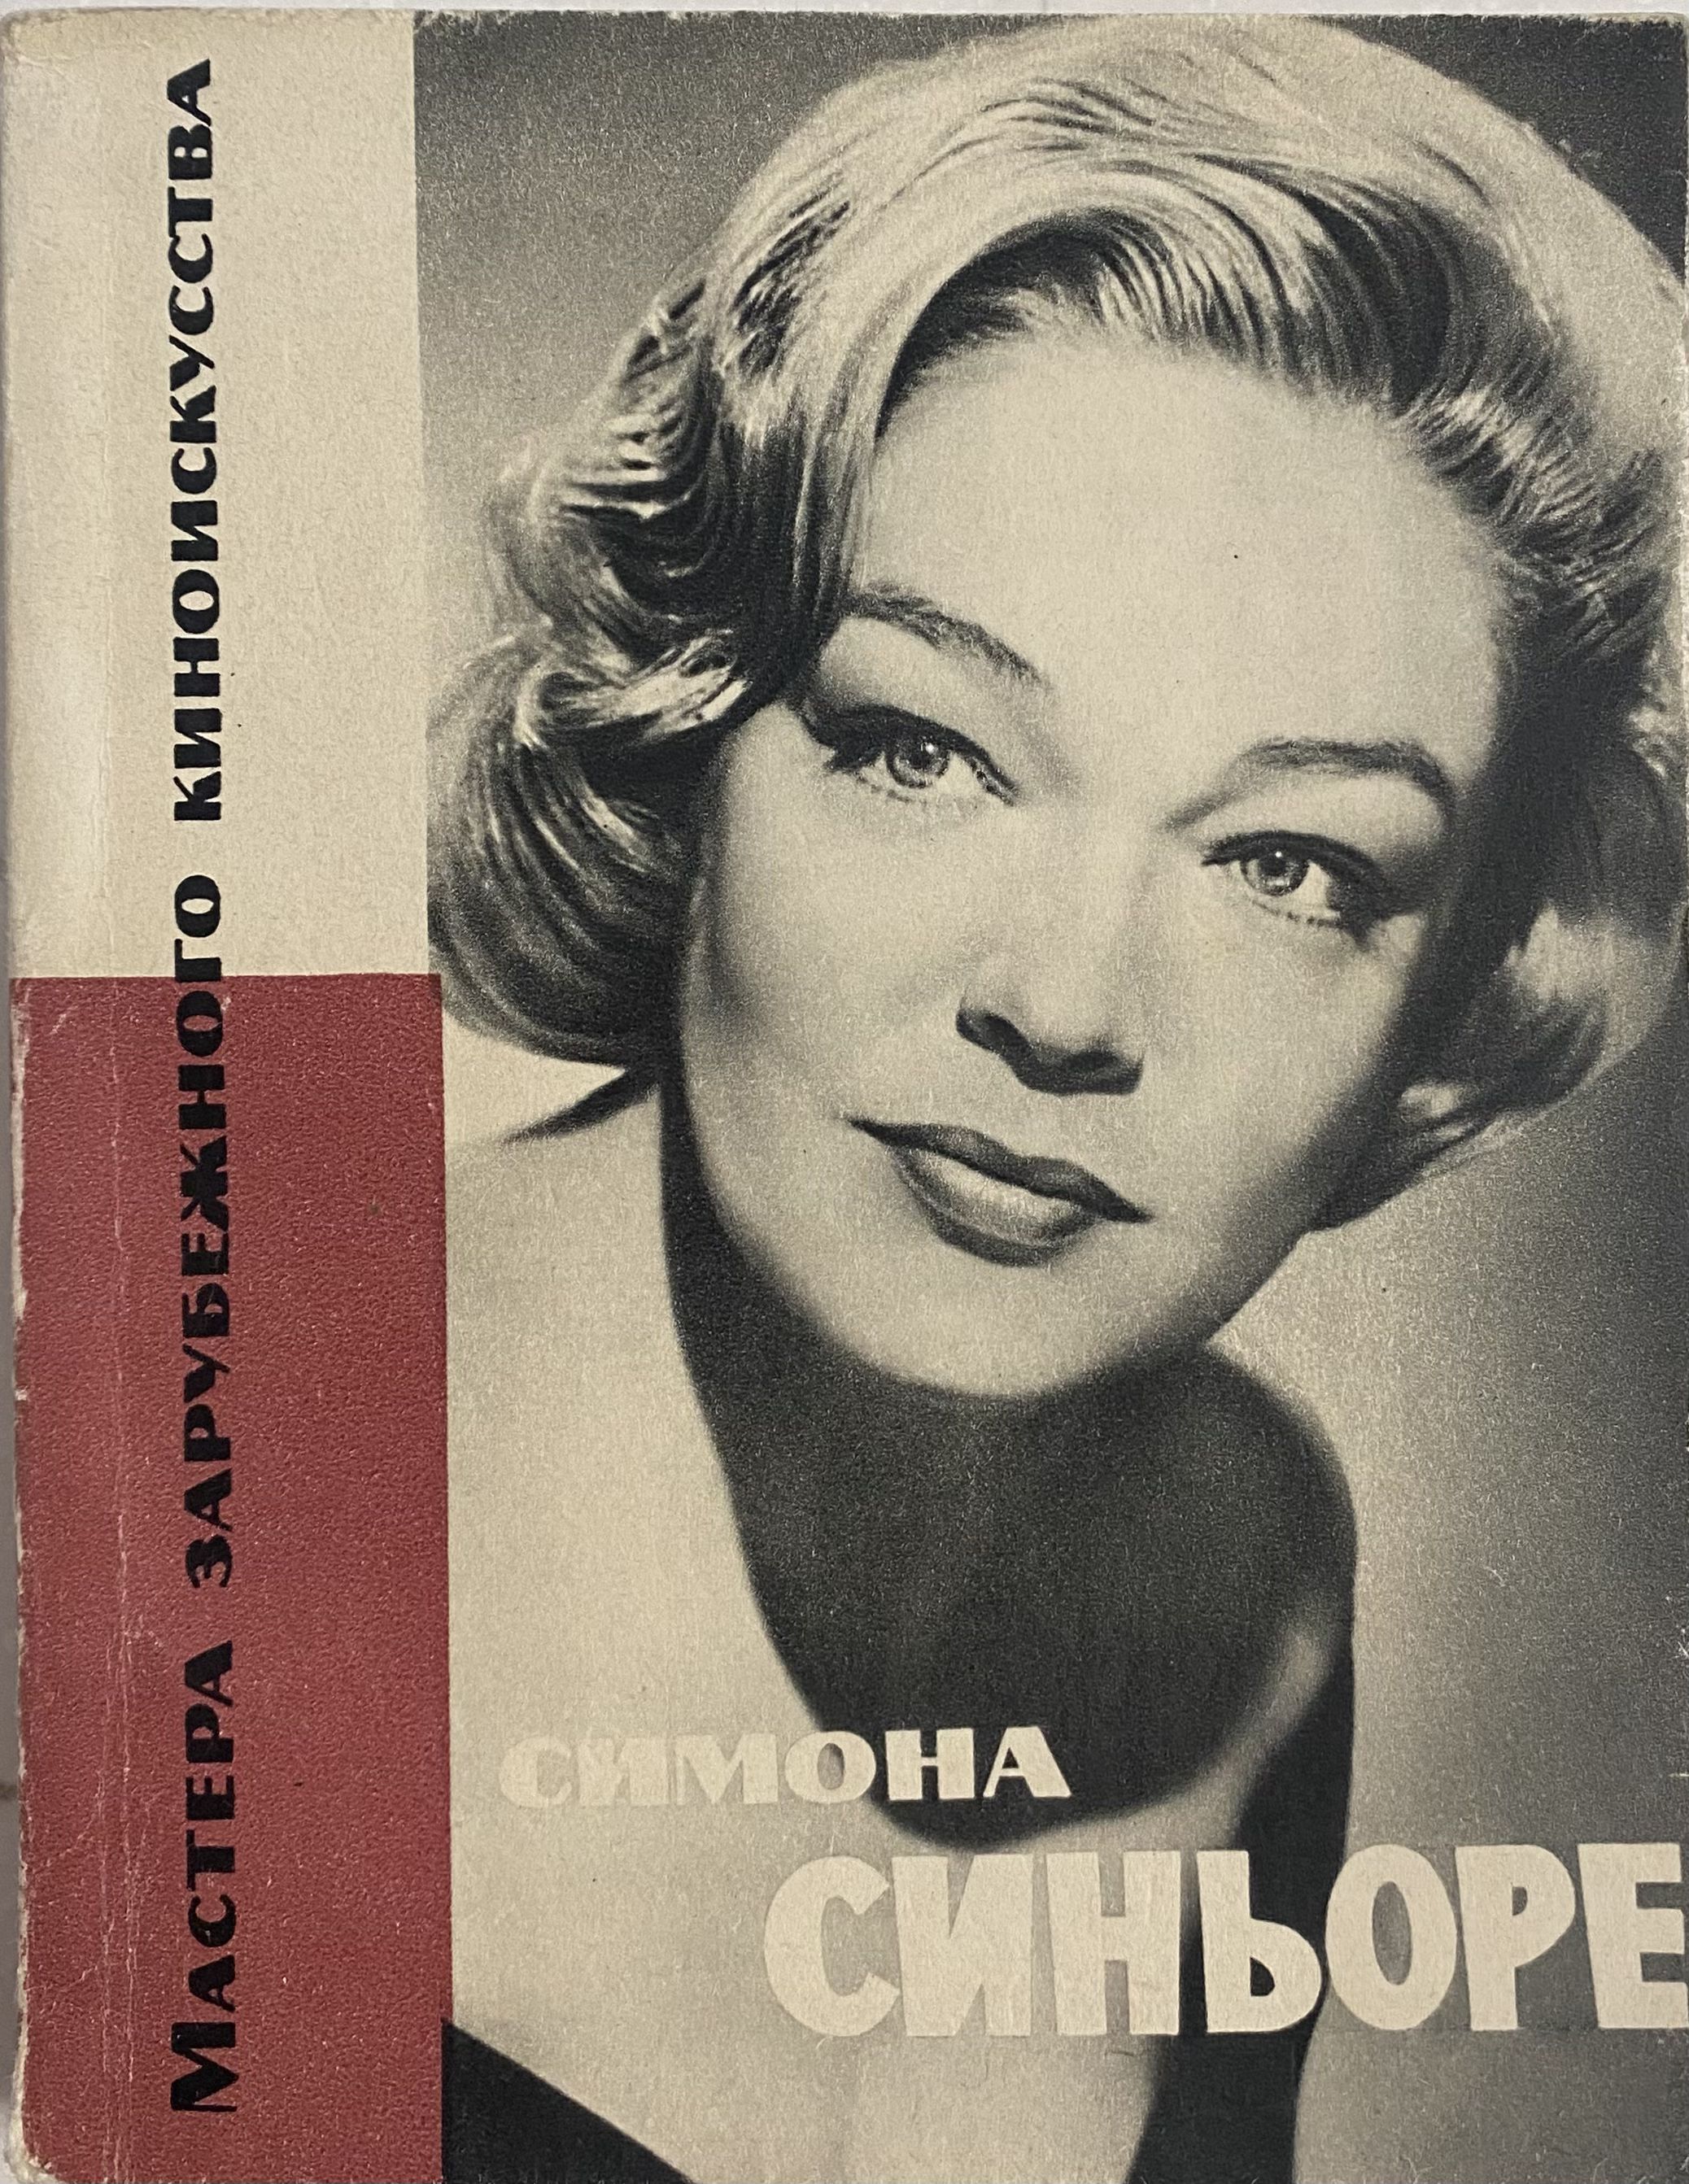 Мастера зарубежного киноискусства
СИМОНА
СИНЬОРЕ